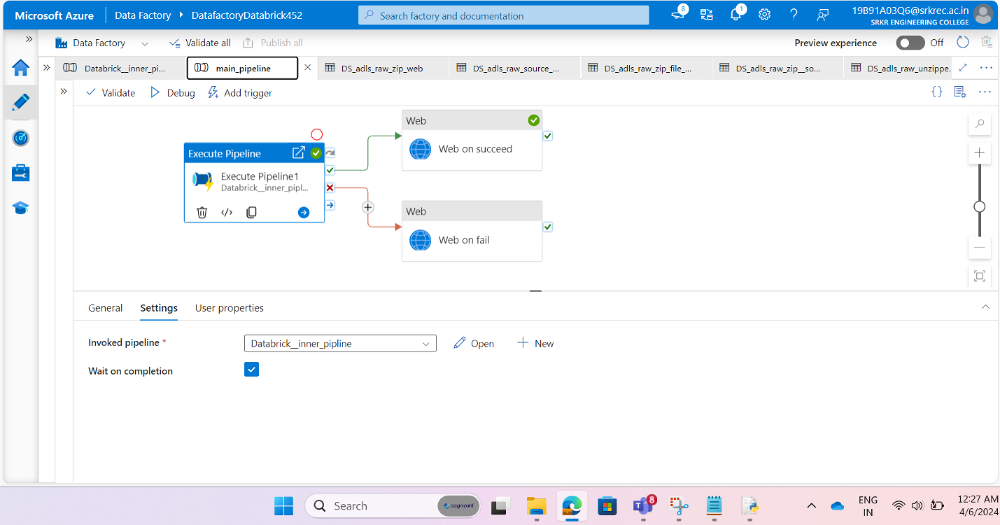 Microsoft Azure
Data Factory
DatafactoryDatabrick452
Search factory and documentation
8
1
19B91A03Q6@srkrec.ac.in
SRKR ENGINEERING COLLEGE
Data Factory
Validate all
Publish all
Preview experience
Off
Databrick__inner_pi...
main_pipeline
DS_adls_raw_zip_web
DS_adls_raw_source_...
DS_adls_raw_zip_file_...
DS_adls_raw_zip__so...
DS_adls_raw_unzippe.
Validate
Debug
Add trigger
Web
Web on succeed
Execute Pipeline
Execute Pipeline1
Databrick__inner_pipl...
Web
Web on fail
General
Settings
User properties
Invoked pipeline *
Databrick__inner_pipline
Open
New
Wait on completion
Search
cognizant
8
ENG
IN
12:27 AM
4/6/2024